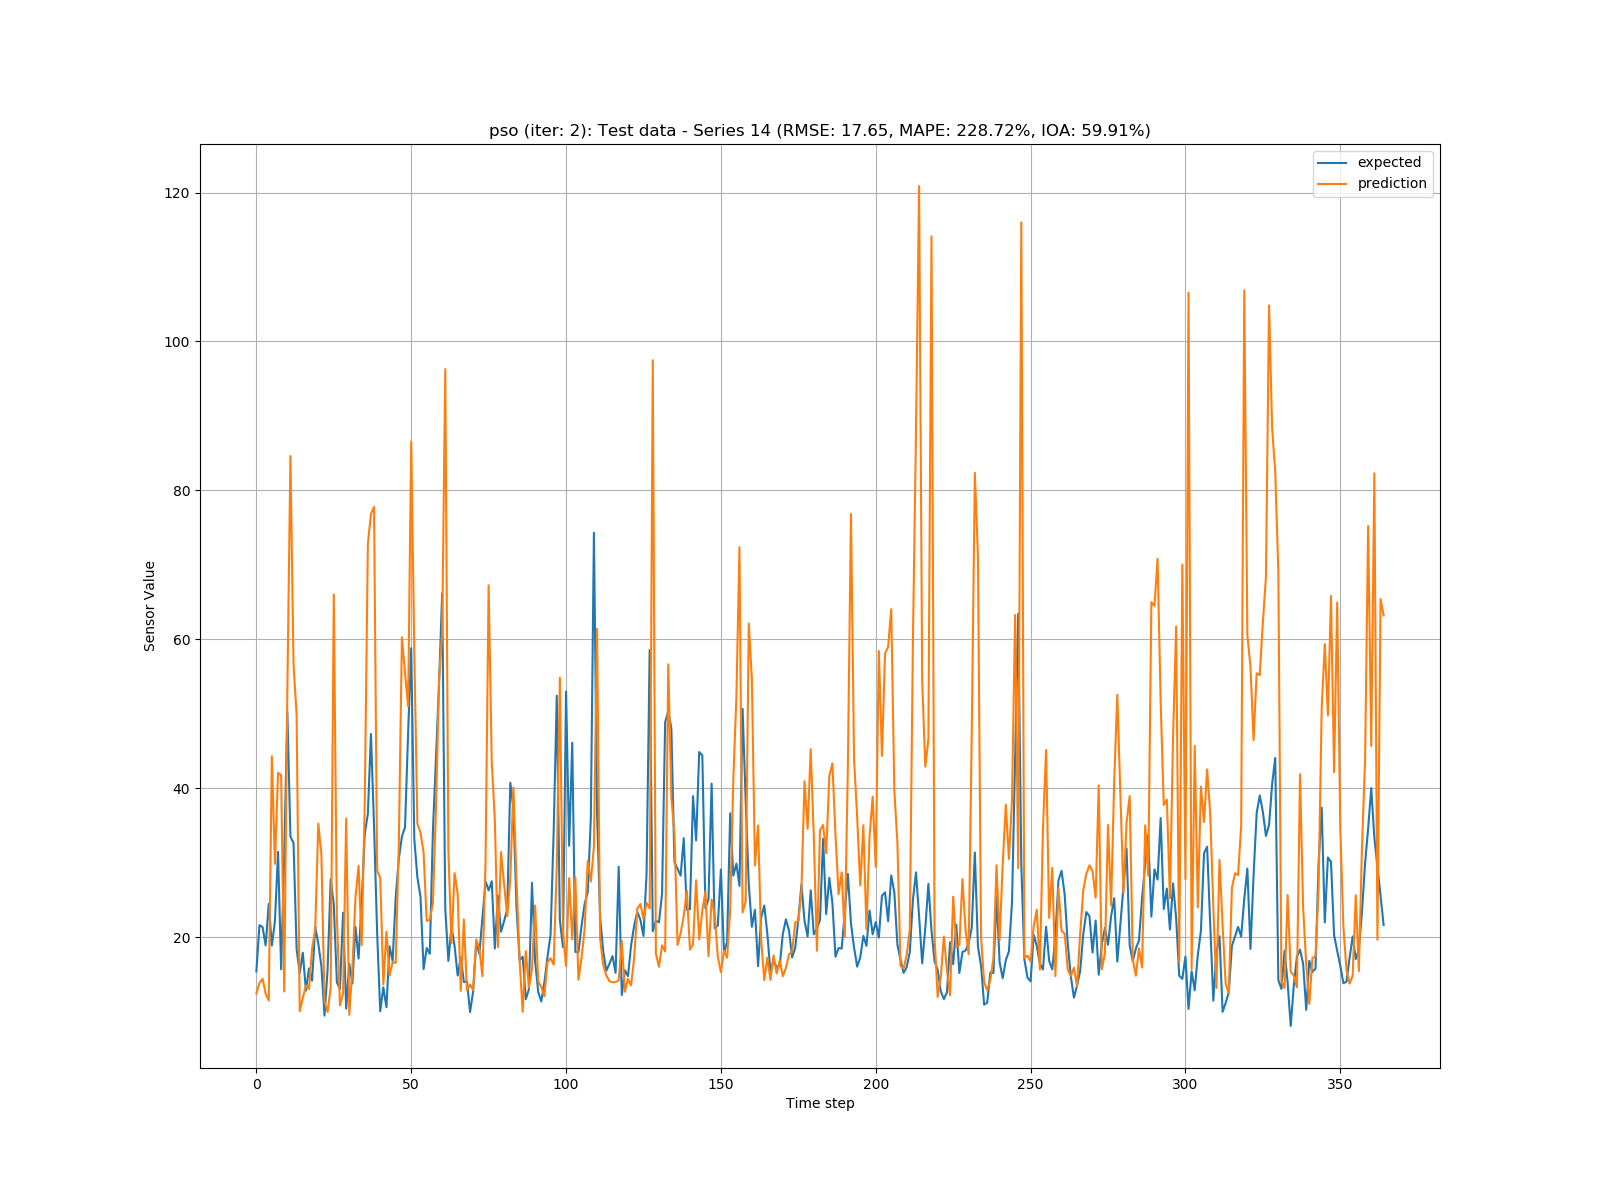 pso (iter: 2): Test data - Series 14 (RMSE: 17.65, MAPE: 228.72%, IOA: 59.91%)
expected
prediction
120
100
80
60
40
20
Sensor Value
0 50 100 150 200 250 300 350
Time step